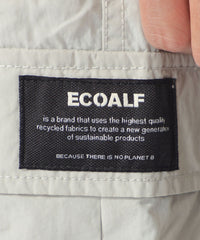 ECOALF
is a brand that uses the highest quality
recycled fabrics to create a new generation
of sustainable products
BECAUSE THERE IS NO PLANET B